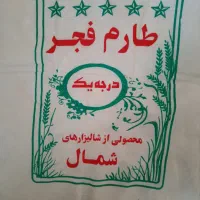 طارم فجر
درجه یک
محصولی از شالیزارهای
شمال